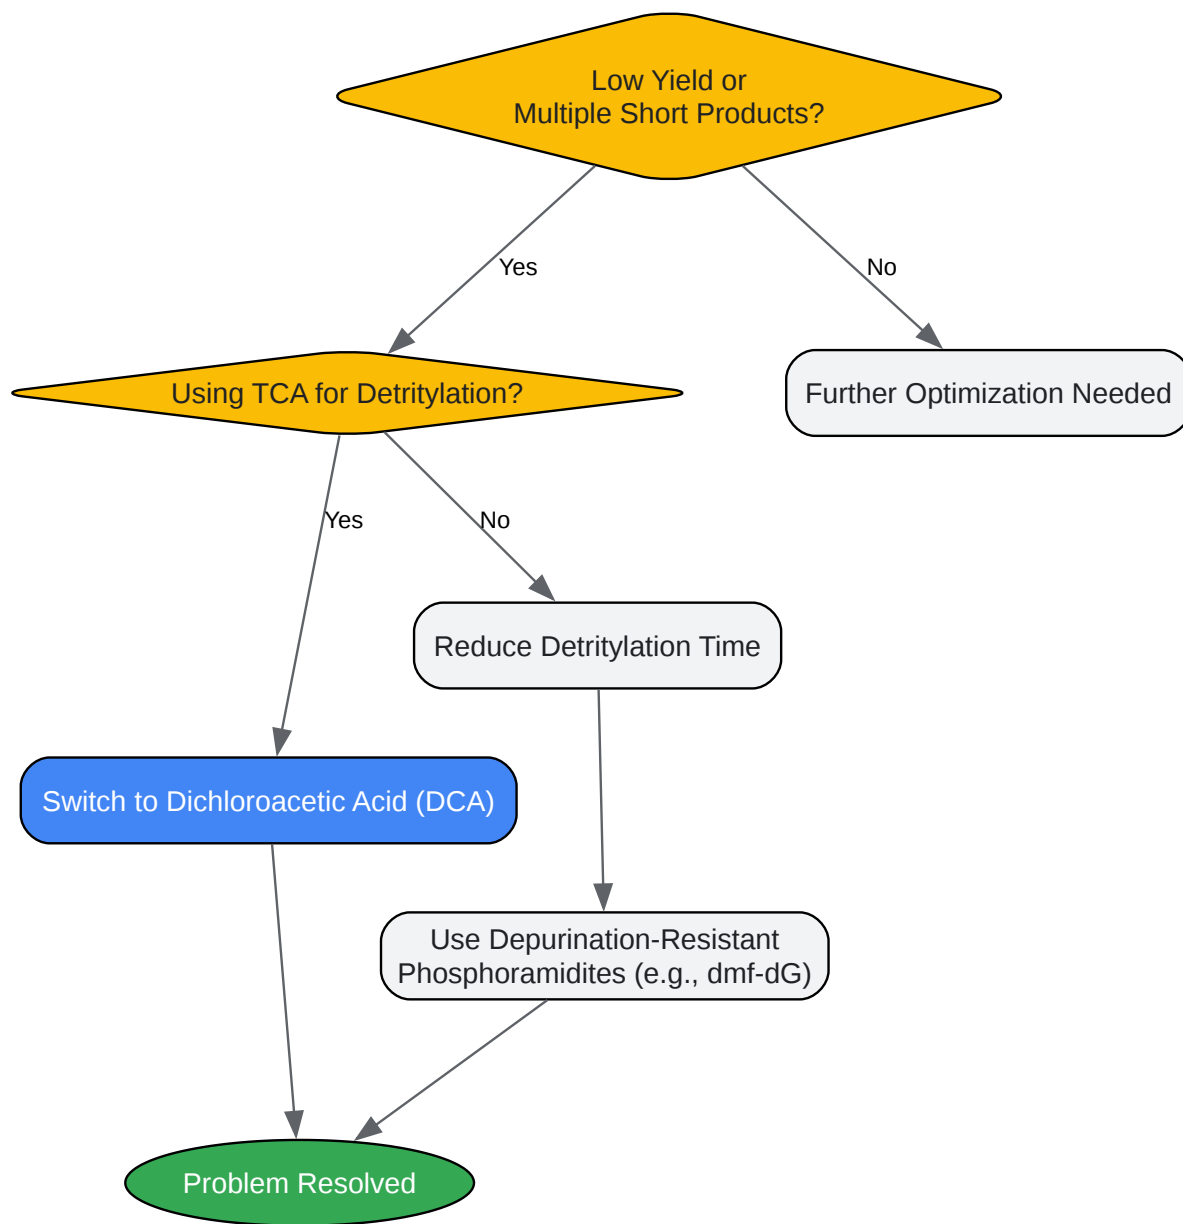 Low Yield or
Multiple Short Products?
Yes
No
Using TCA for Detritylation?
Further Optimization Needed
Yes
No
Reduce Detritylation Time
Switch to Dichloroacetic Acid (DCA)
Use Depurination-Resistant
Phosphoramidites (e.g., dmf-dG)
Problem Resolved